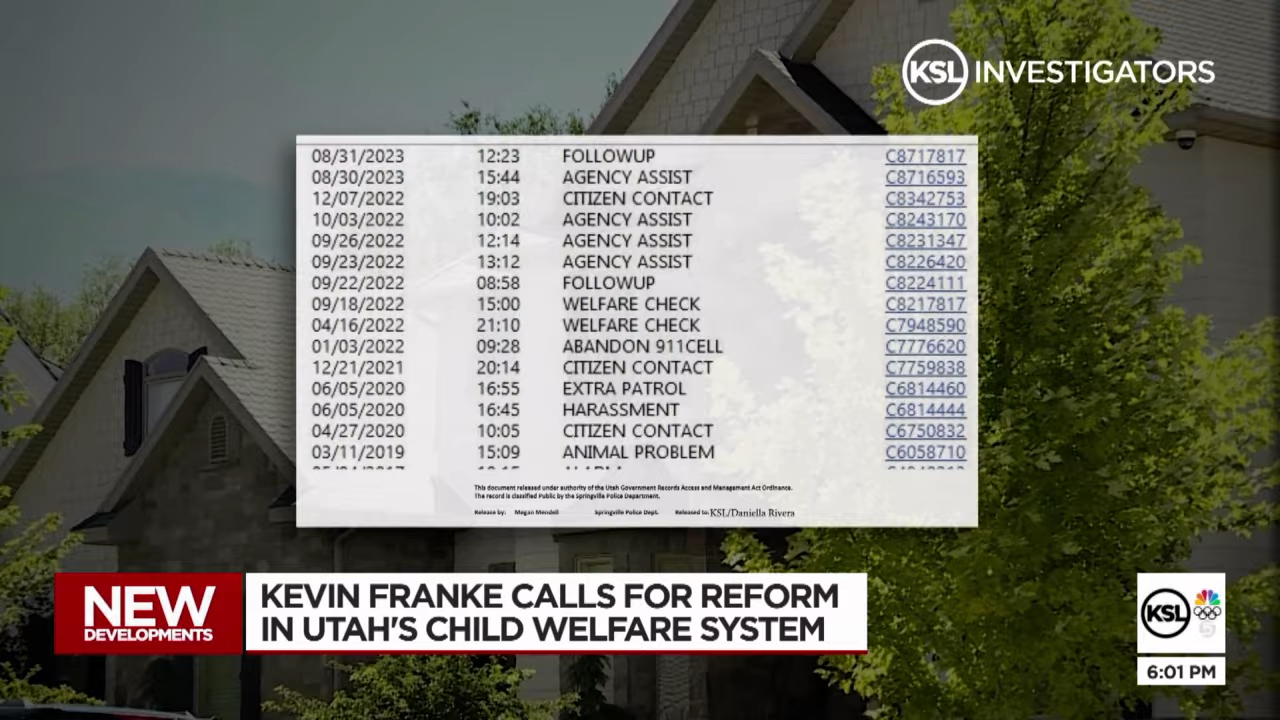 KSL INVESTIGATORS
08/31/2023 12:23 FOLLOWUP C8717817
08/30/2023 15:44 AGENCY ASSIST C8716593
12/07/2022 19:03 CITIZEN CONTACT C8342753
10/03/2022 10:02 AGENCY ASSIST C8243170
09/26/2022 12:14 AGENCY ASSIST C8231347
09/23/2022 13:12 AGENCY ASSIST C8226420
09/22/2022 08:58 FOLLOWUP C8224111
09/18/2022 15:00 WELFARE CHECK C8217817
04/16/2022 21:10 WELFARE CHECK C7948590
01/03/2022 09:28 ABANDON 911CELL C7776620
12/21/2021 20:14 CITIZEN CONTACT C7759838
06/05/2020 16:55 EXTRA PATROL C6814460
06/05/2020 16:45 HARASSMENT C6814444
04/27/2020 10:05 CITIZEN CONTACT C6750832
03/11/2019 15:09 ANIMAL PROBLEM C6058710
This document released under authority of the Utah Government Records Access and Management Act Ordinance.
The record is classified Public by the Springville Police Department.
Release by: Megan Mendell Springville Police Dept. Released to: KSL/Daniella Rivera
NEW
DEVELOPMENTS
KEVIN FRANKE CALLS FOR REFORM
IN UTAH'S CHILD WELFARE SYSTEM
KSL
5
6:01 PM